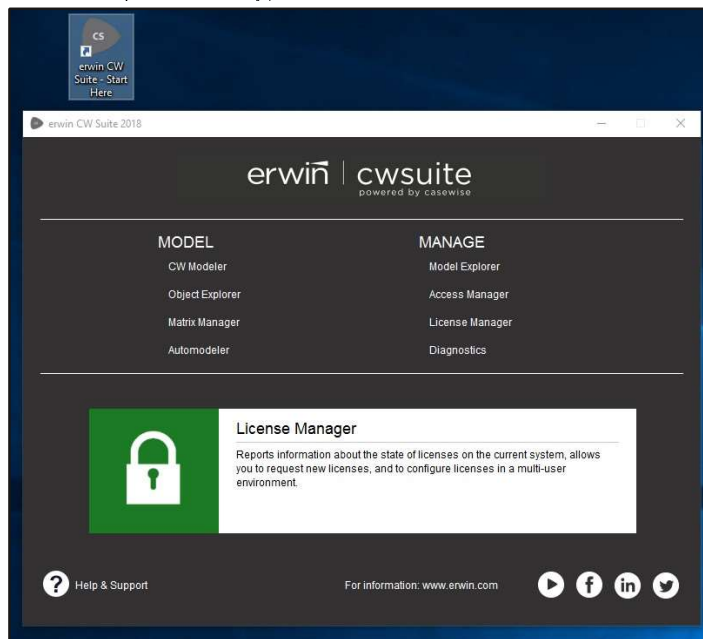 CS
erwin CW
Suite - Start
Here
erwin CW Suite 2018
erwin | cwsuite
powered by casewise
MODEL
CW Modeler
Object Explorer
Matrix Manager
Automodeler
MANAGE
Model Explorer
Access Manager
License Manager
Diagnostics
License Manager
Reports information about the state of licenses on the current system, allows
you to request new licenses, and to configure licenses in a multi-user
environment.
? Help & Support
For information: www.erwin.com
f
in